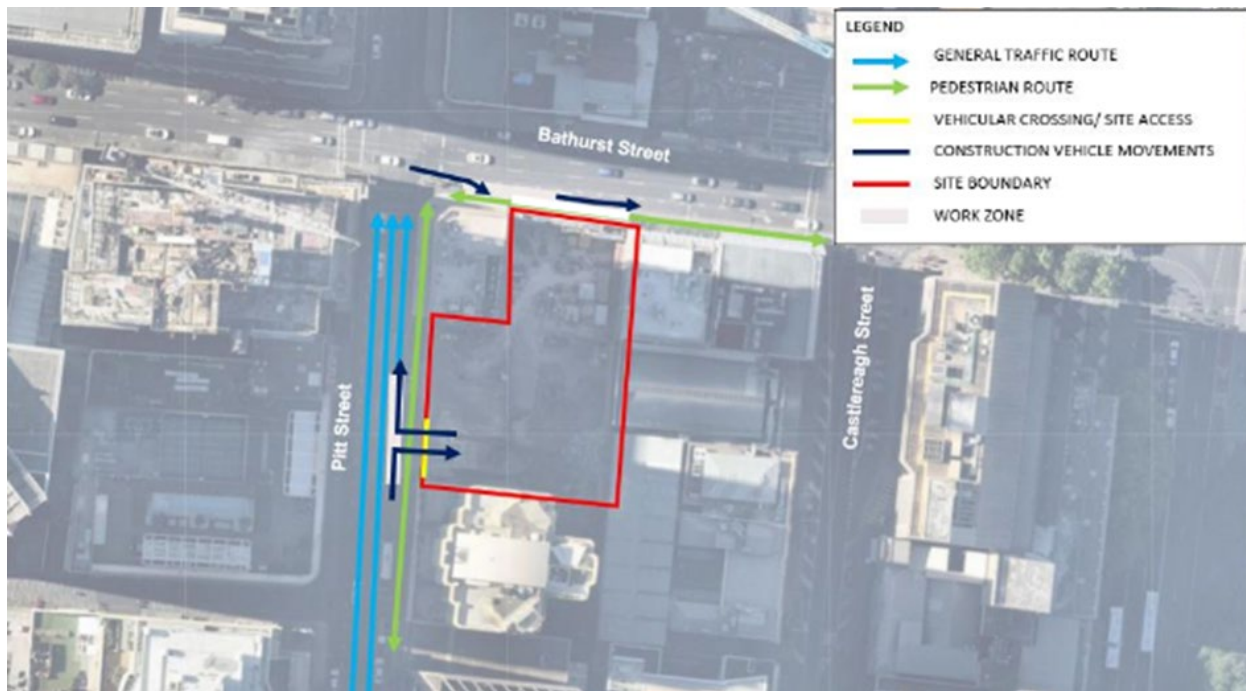 LEGEND
GENERAL TRAFFIC ROUTE
PEDESTRIAN ROUTE
VEHICULAR CROSSING/ SITE ACCESS
CONSTRUCTION VEHICLE MOVEMENTS
SITE BOUNDARY
WORK ZONE
Bathurst Street
Pitt Street
Castlereagh Street